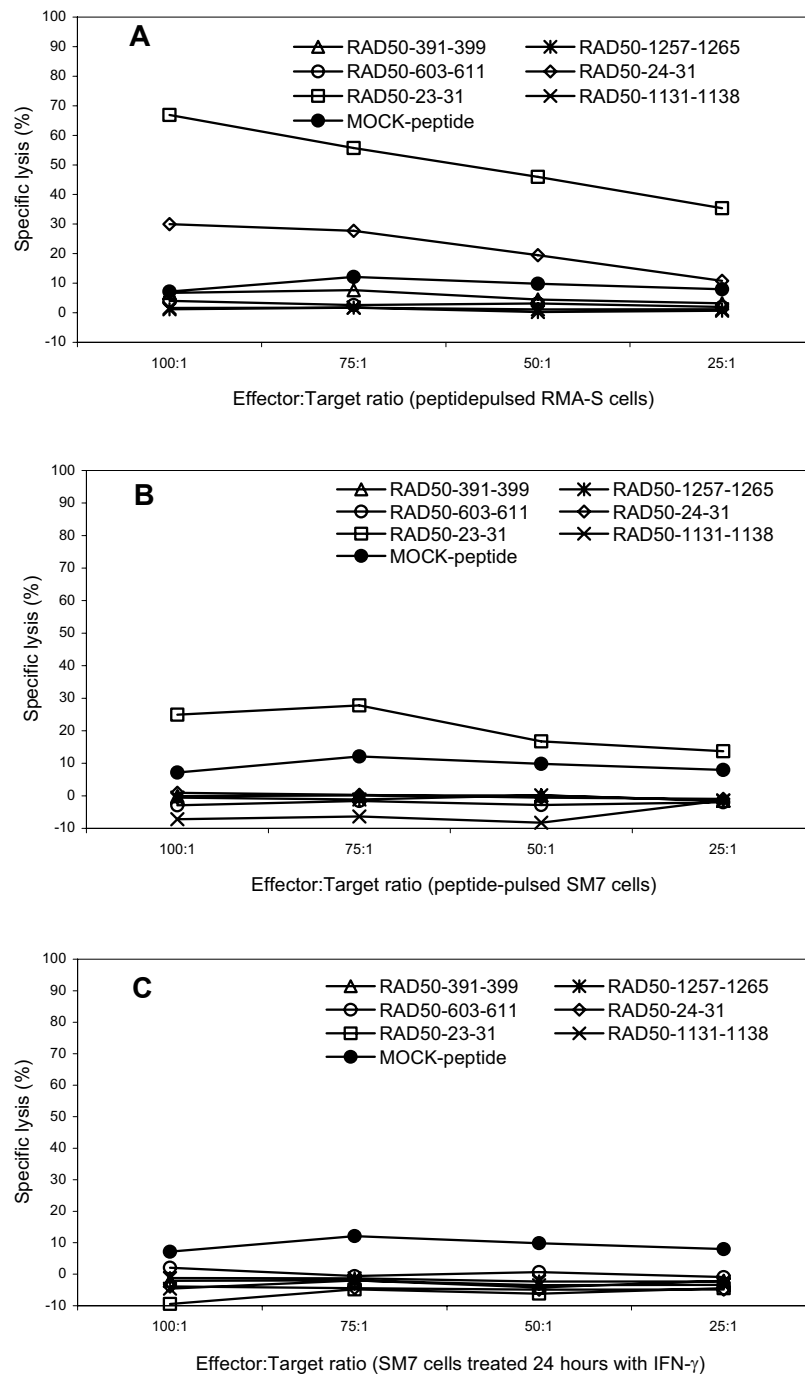 A
RAD50-391-399 RAD50-1257-1265
RAD50-603-611 RAD50-24-31
RAD50-23-31 RAD50-1131-1138
MOCK-peptide
Specific lysis (%)
100
90
80
70
60
50
40
30
20
10
0
-10
100:1 75:1 50:1 25:1
Effector:Target ratio (peptidepulsed RMA-S cells)
B
RAD50-391-399 RAD50-1257-1265
RAD50-603-611 RAD50-24-31
RAD50-23-31 RAD50-1131-1138
MOCK-peptide
Specific lysis (%)
100
90
80
70
60
50
40
30
20
10
0
-10
100:1 75:1 50:1 25:1
Effector:Target ratio (peptide-pulsed SM7 cells)
C
RAD50-391-399 RAD50-1257-1265
RAD50-603-611 RAD50-24-31
RAD50-23-31 RAD50-1131-1138
MOCK-peptide
Specific lysis (%)
100
90
80
70
60
50
40
30
20
10
0
-10
100:1 75:1 50:1 25:1
Effector:Target ratio (SM7 cells treated 24 hours with IFN-γ)